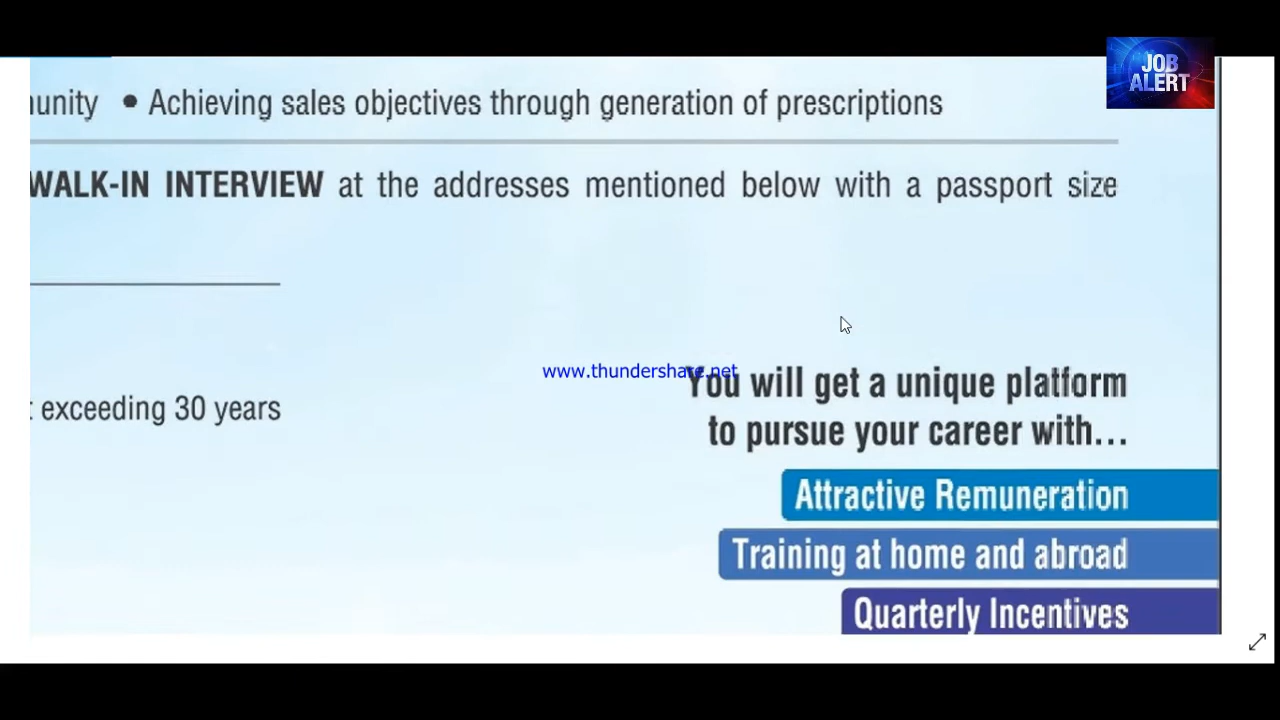 JOB
ALERT
unity • Achieving sales objectives through generation of prescriptions
WALK-IN INTERVIEW at the addresses mentioned below with a passport size
www.thundershare.net
You will get a unique platform
exceeding 30 years
to pursue your career with...
Attractive Remuneration
Training at home and abroad
Quarterly Incentives